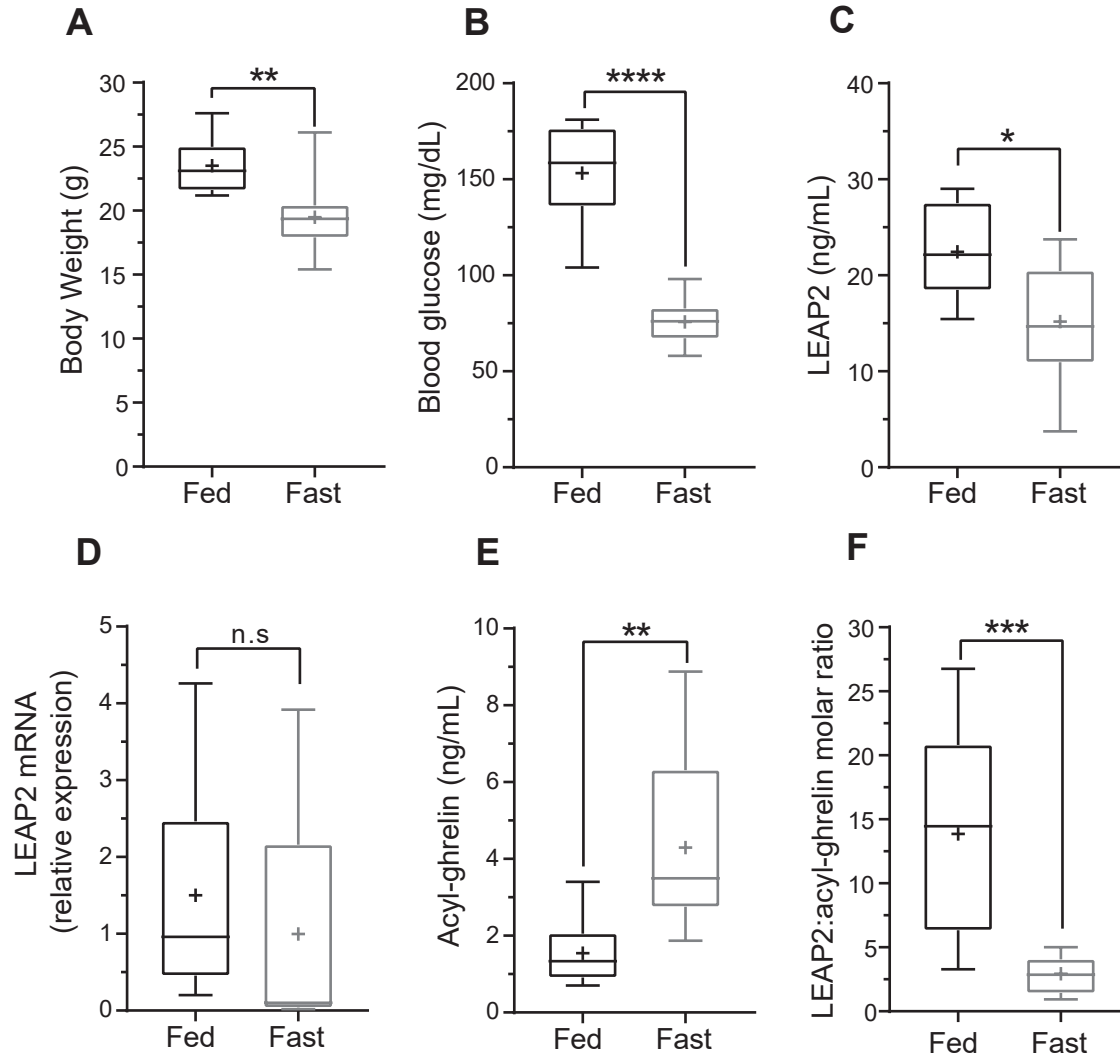 A
Body Weight (g)
30
25
20
15
10
5
0
**
Fed Fast
B
Blood glucose (mg/dL)
200
150
100
50
0
****
Fed Fast
C
LEAP2 (ng/mL)
40
30
20
10
0
*
Fed Fast
D
LEAP2 mRNA
(relative expression)
5
4
3
2
1
0
n.s
Fed Fast
E
Acyl-ghrelin (ng/mL)
10
8
6
4
2
0
**
Fed Fast
F
LEAP2:acyl-ghrelin molar ratio
30
25
20
15
10
5
0
***
Fed Fast